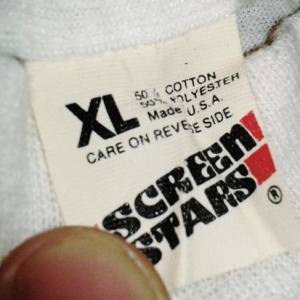 XL
50% COTTON
50% POLYESTER
Made U.S.A.
CARE ON REVERSE SIDE
SCREEN
STARS
®